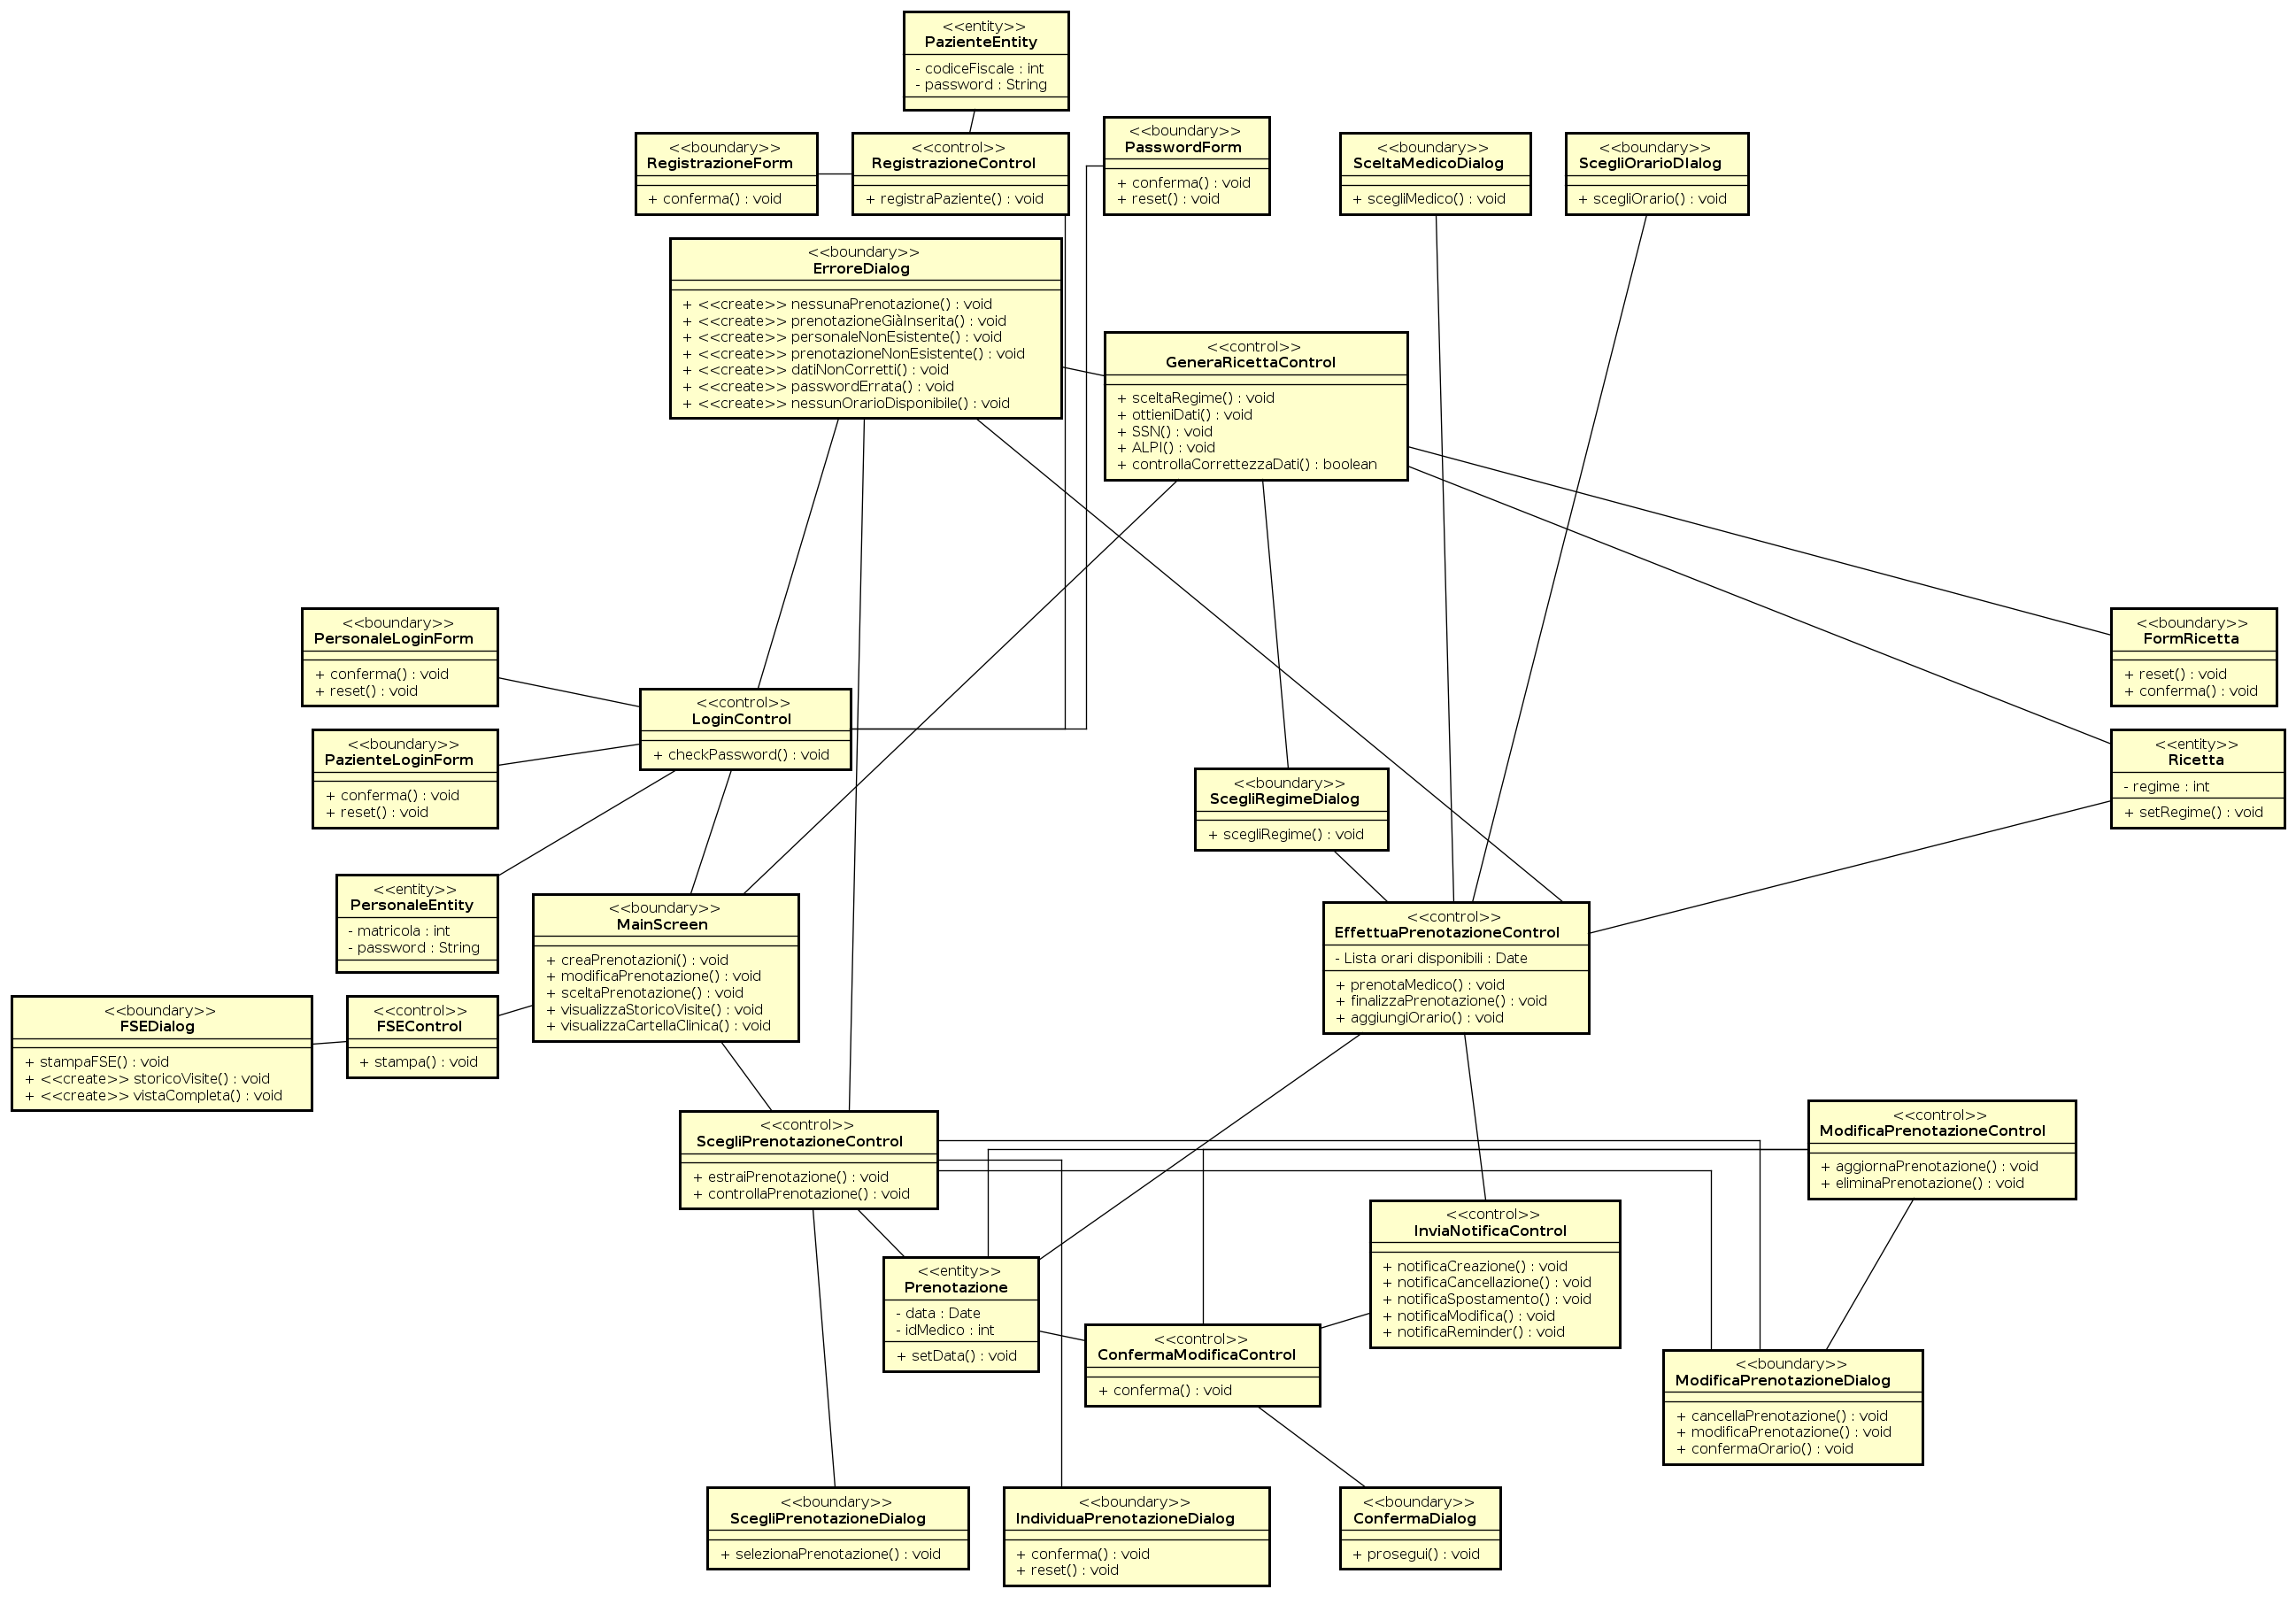 <<entity>>
PazienteEntity
- codiceFiscale : int
- password : String
<<boundary>>
RegistrazioneForm
+ conferma() : void
<<control>>
RegistrazioneControl
+ registraPaziente() : void
<<boundary>>
PasswordForm
+ conferma() : void
+ reset() : void
<<boundary>>
SceltaMedicoDialog
+ scegliMedico() : void
<<boundary>>
ScegliOrarioDIalog
+ scegliOrario() : void
<<boundary>>
ErroreDialog
+ <<create>> nessunaPrenotazione() : void
+ <<create>> prenotazioneGiàInserita() : void
+ <<create>> personaleNonEsistente() : void
+ <<create>> prenotazioneNonEsistente() : void
+ <<create>> datiNonCorretti() : void
+ <<create>> passwordErrata() : void
+ <<create>> nessunOrarioDisponibile() : void
<<control>>
GeneraRicettaControl
+ sceltaRegime() : void
+ ottieniDati() : void
+ SSN() : void
+ ALPI() : void
+ controllaCorrettezzaDati() : boolean
<<boundary>>
PersonaleLoginForm
+ conferma() : void
+ reset() : void
<<boundary>>
FormRicetta
+ reset() : void
+ conferma() : void
<<control>>
LoginControl
+ checkPassword() : void
<<boundary>>
PazienteLoginForm
+ conferma() : void
+ reset() : void
<<entity>>
Ricetta
- regime : int
+ setRegime() : void
<<boundary>>
ScegliRegimeDialog
+ scegliRegime() : void
<<entity>>
PersonaleEntity
- matricola : int
- password : String
<<boundary>>
MainScreen
+ creaPrenotazioni() : void
+ modificaPrenotazione() : void
+ sceltaPrenotazione() : void
+ visualizzaStoricoVisite() : void
+ visualizzaCartellaClinica() : void
<<control>>
EffettuaPrenotazioneControl
- Lista orari disponibili : Date
+ prenotaMedico() : void
+ finalizzaPrenotazione() : void
+ aggiungiOrario() : void
<<boundary>>
FSEDialog
+ stampaFSE() : void
+ <<create>> storicoVisite() : void
+ <<create>> vistaCompleta() : void
<<control>>
FSEControl
+ stampa() : void
<<control>>
ScegliPrenotazioneControl
+ estraiPrenotazione() : void
+ controllaPrenotazione() : void
<<control>>
ModificaPrenotazioneControl
+ aggiornaPrenotazione() : void
+ eliminaPrenotazione() : void
<<control>>
InviaNotificaControl
+ notificaCreazione() : void
+ notificaCancellazione() : void
+ notificaSpostamento() : void
+ notificaModifica() : void
+ notificaReminder() : void
<<entity>>
Prenotazione
- data : Date
- idMedico : int
+ setData() : void
<<control>>
ConfermaModificaControl
+ conferma() : void
<<boundary>>
ModificaPrenotazioneDialog
+ cancellaPrenotazione() : void
+ modificaPrenotazione() : void
+ confermaOrario() : void
<<boundary>>
ScegliPrenotazioneDialog
+ selezionaPrenotazione() : void
<<boundary>>
IndividuaPrenotazioneDialog
+ conferma() : void
+ reset() : void
<<boundary>>
ConfermaDialog
+ prosegui() : void